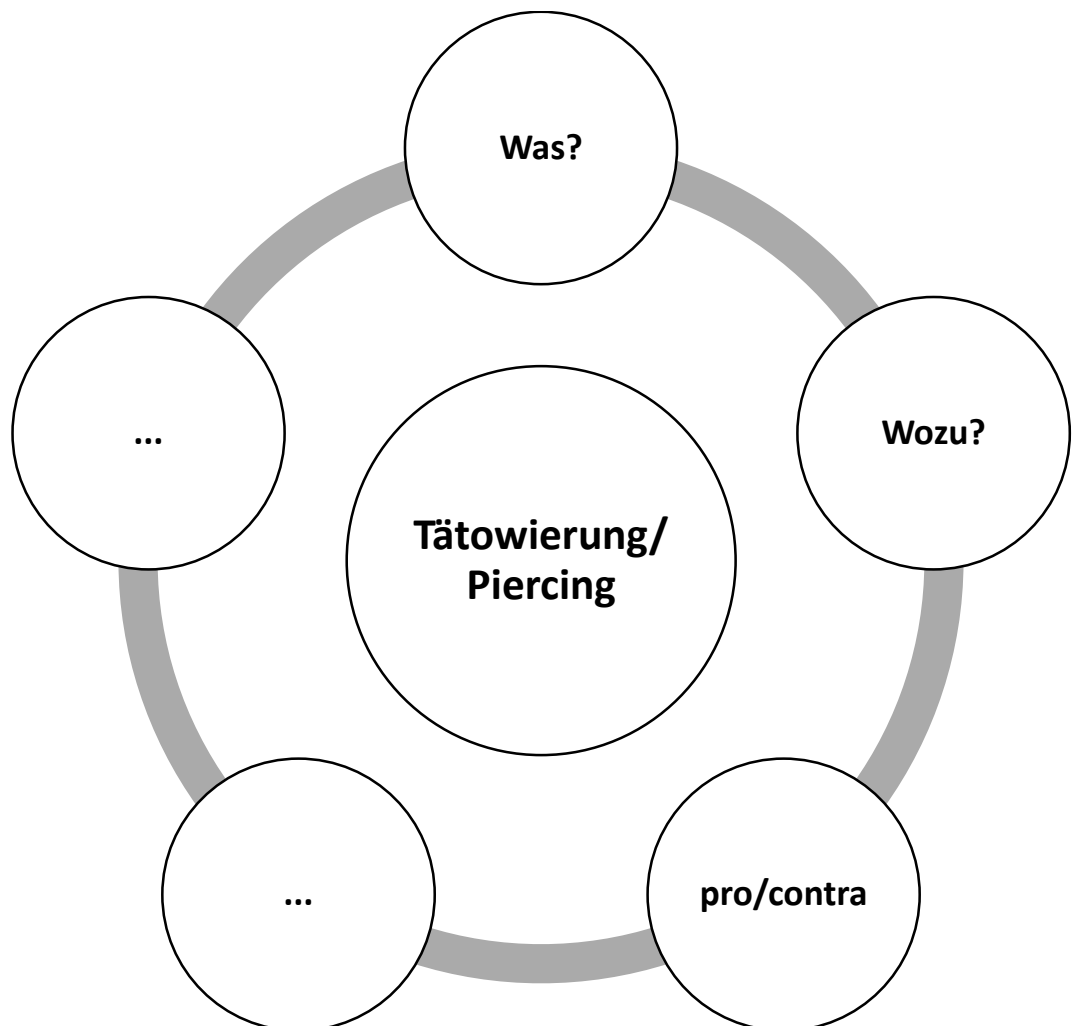 Was?
Wozu?
...
Tätowierung/
Piercing
...
pro/contra